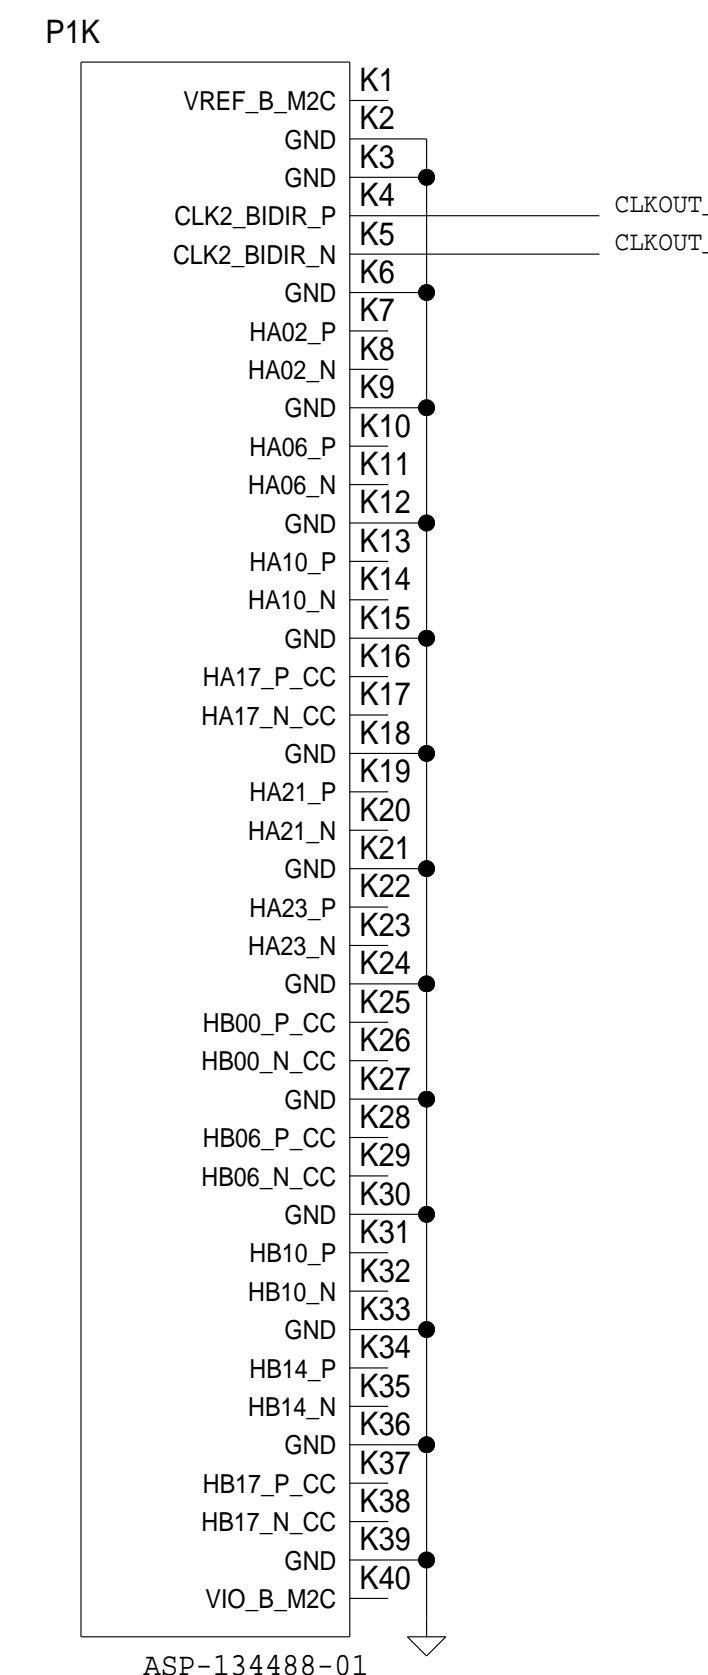 P1K
K1
VREF_B_M2C
K2
GND
K3
GND
K4
CLK2_BIDIR_P
CLKOUT_
K5
CLK2_BIDIR_N
CLKOUT_
K6
GND
K7
HA02_P
K8
HA02_N
K9
GND
K10
HA06_P
K11
HA06_N
K12
GND
K13
HA10_P
K14
HA10_N
K15
GND
K16
HA17_P_CC
K17
HA17_N_CC
K18
GND
K19
HA21_P
K20
HA21_N
K21
GND
K22
HA23_P
K23
HA23_N
K24
GND
K25
HB00_P_CC
K26
HB00_N_CC
K27
GND
K28
HB06_P_CC
K29
HB06_N_CC
K30
GND
K31
HB10_P
K32
HB10_N
K33
GND
K34
HB14_P
K35
HB14_N
K36
GND
K37
HB17_P_CC
K38
HB17_N_CC
K39
GND
K40
VIO_B_M2C
ASP-134488-01